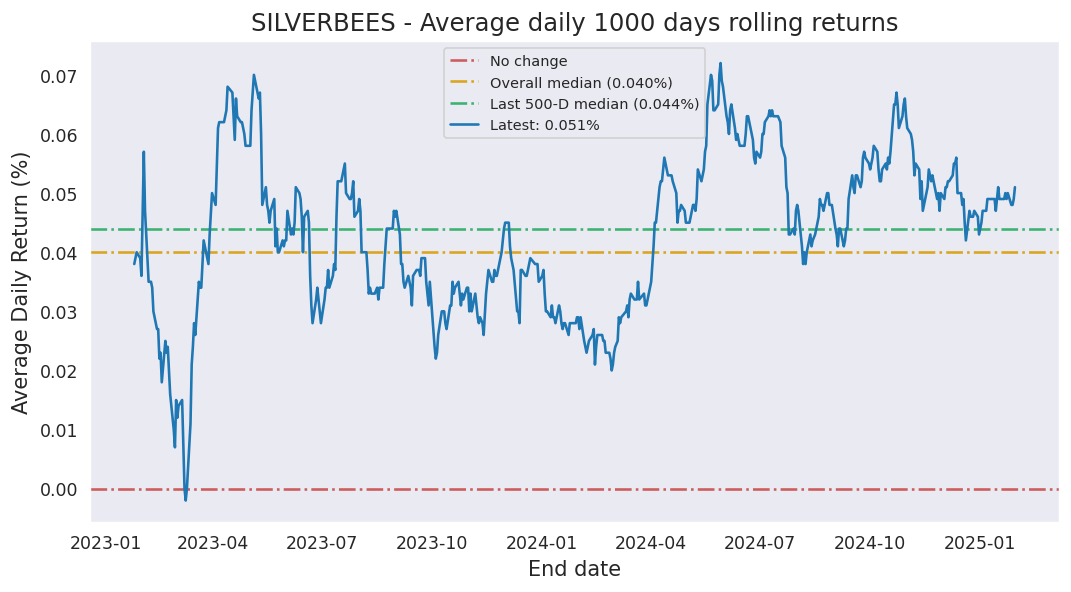 SILVERBEES - Average daily 1000 days rolling returns
No change
Overall median (0.040%)
Last 500-D median (0.044%)
Latest: 0.051%
Average Daily Return (%)
0.07
0.06
0.05
0.04
0.03
0.02
0.01
0.00
2023-01 2023-04 2023-07 2023-10 2024-01 2024-04 2024-07 2024-10 2025-01
End date